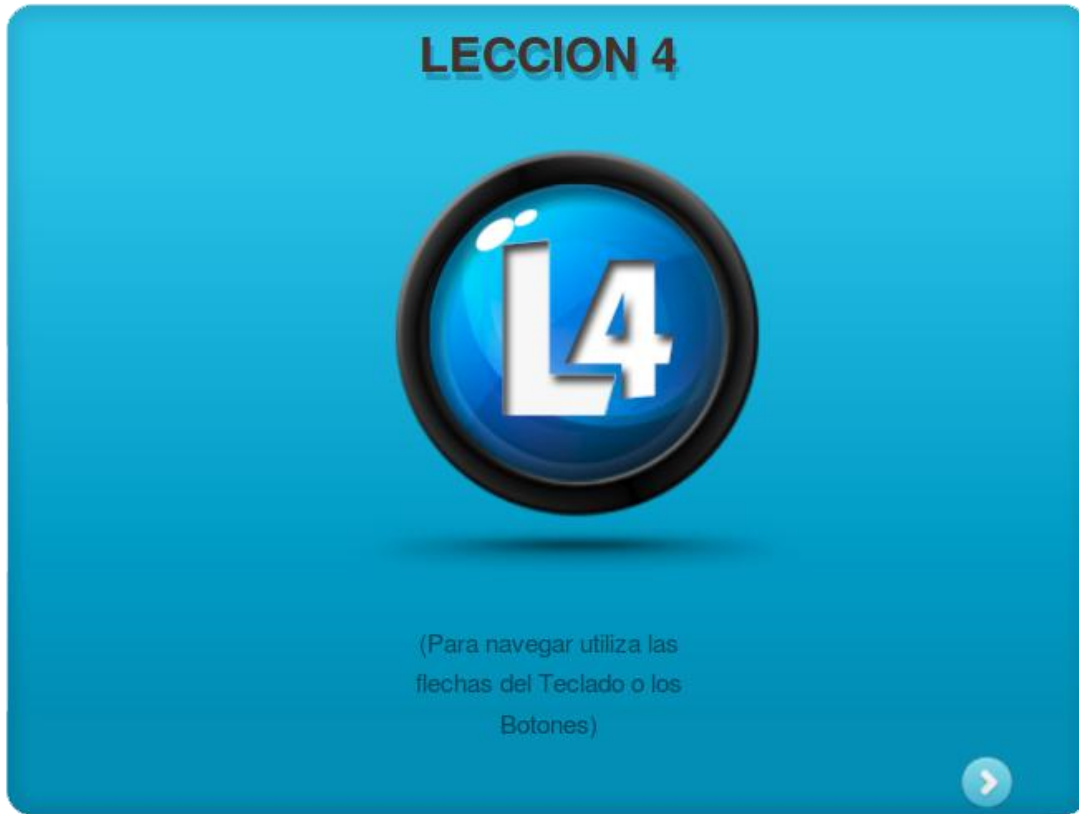 LECCION 4
L4
(Para navegar utiliza las
flechas del Teclado o los
Botones)